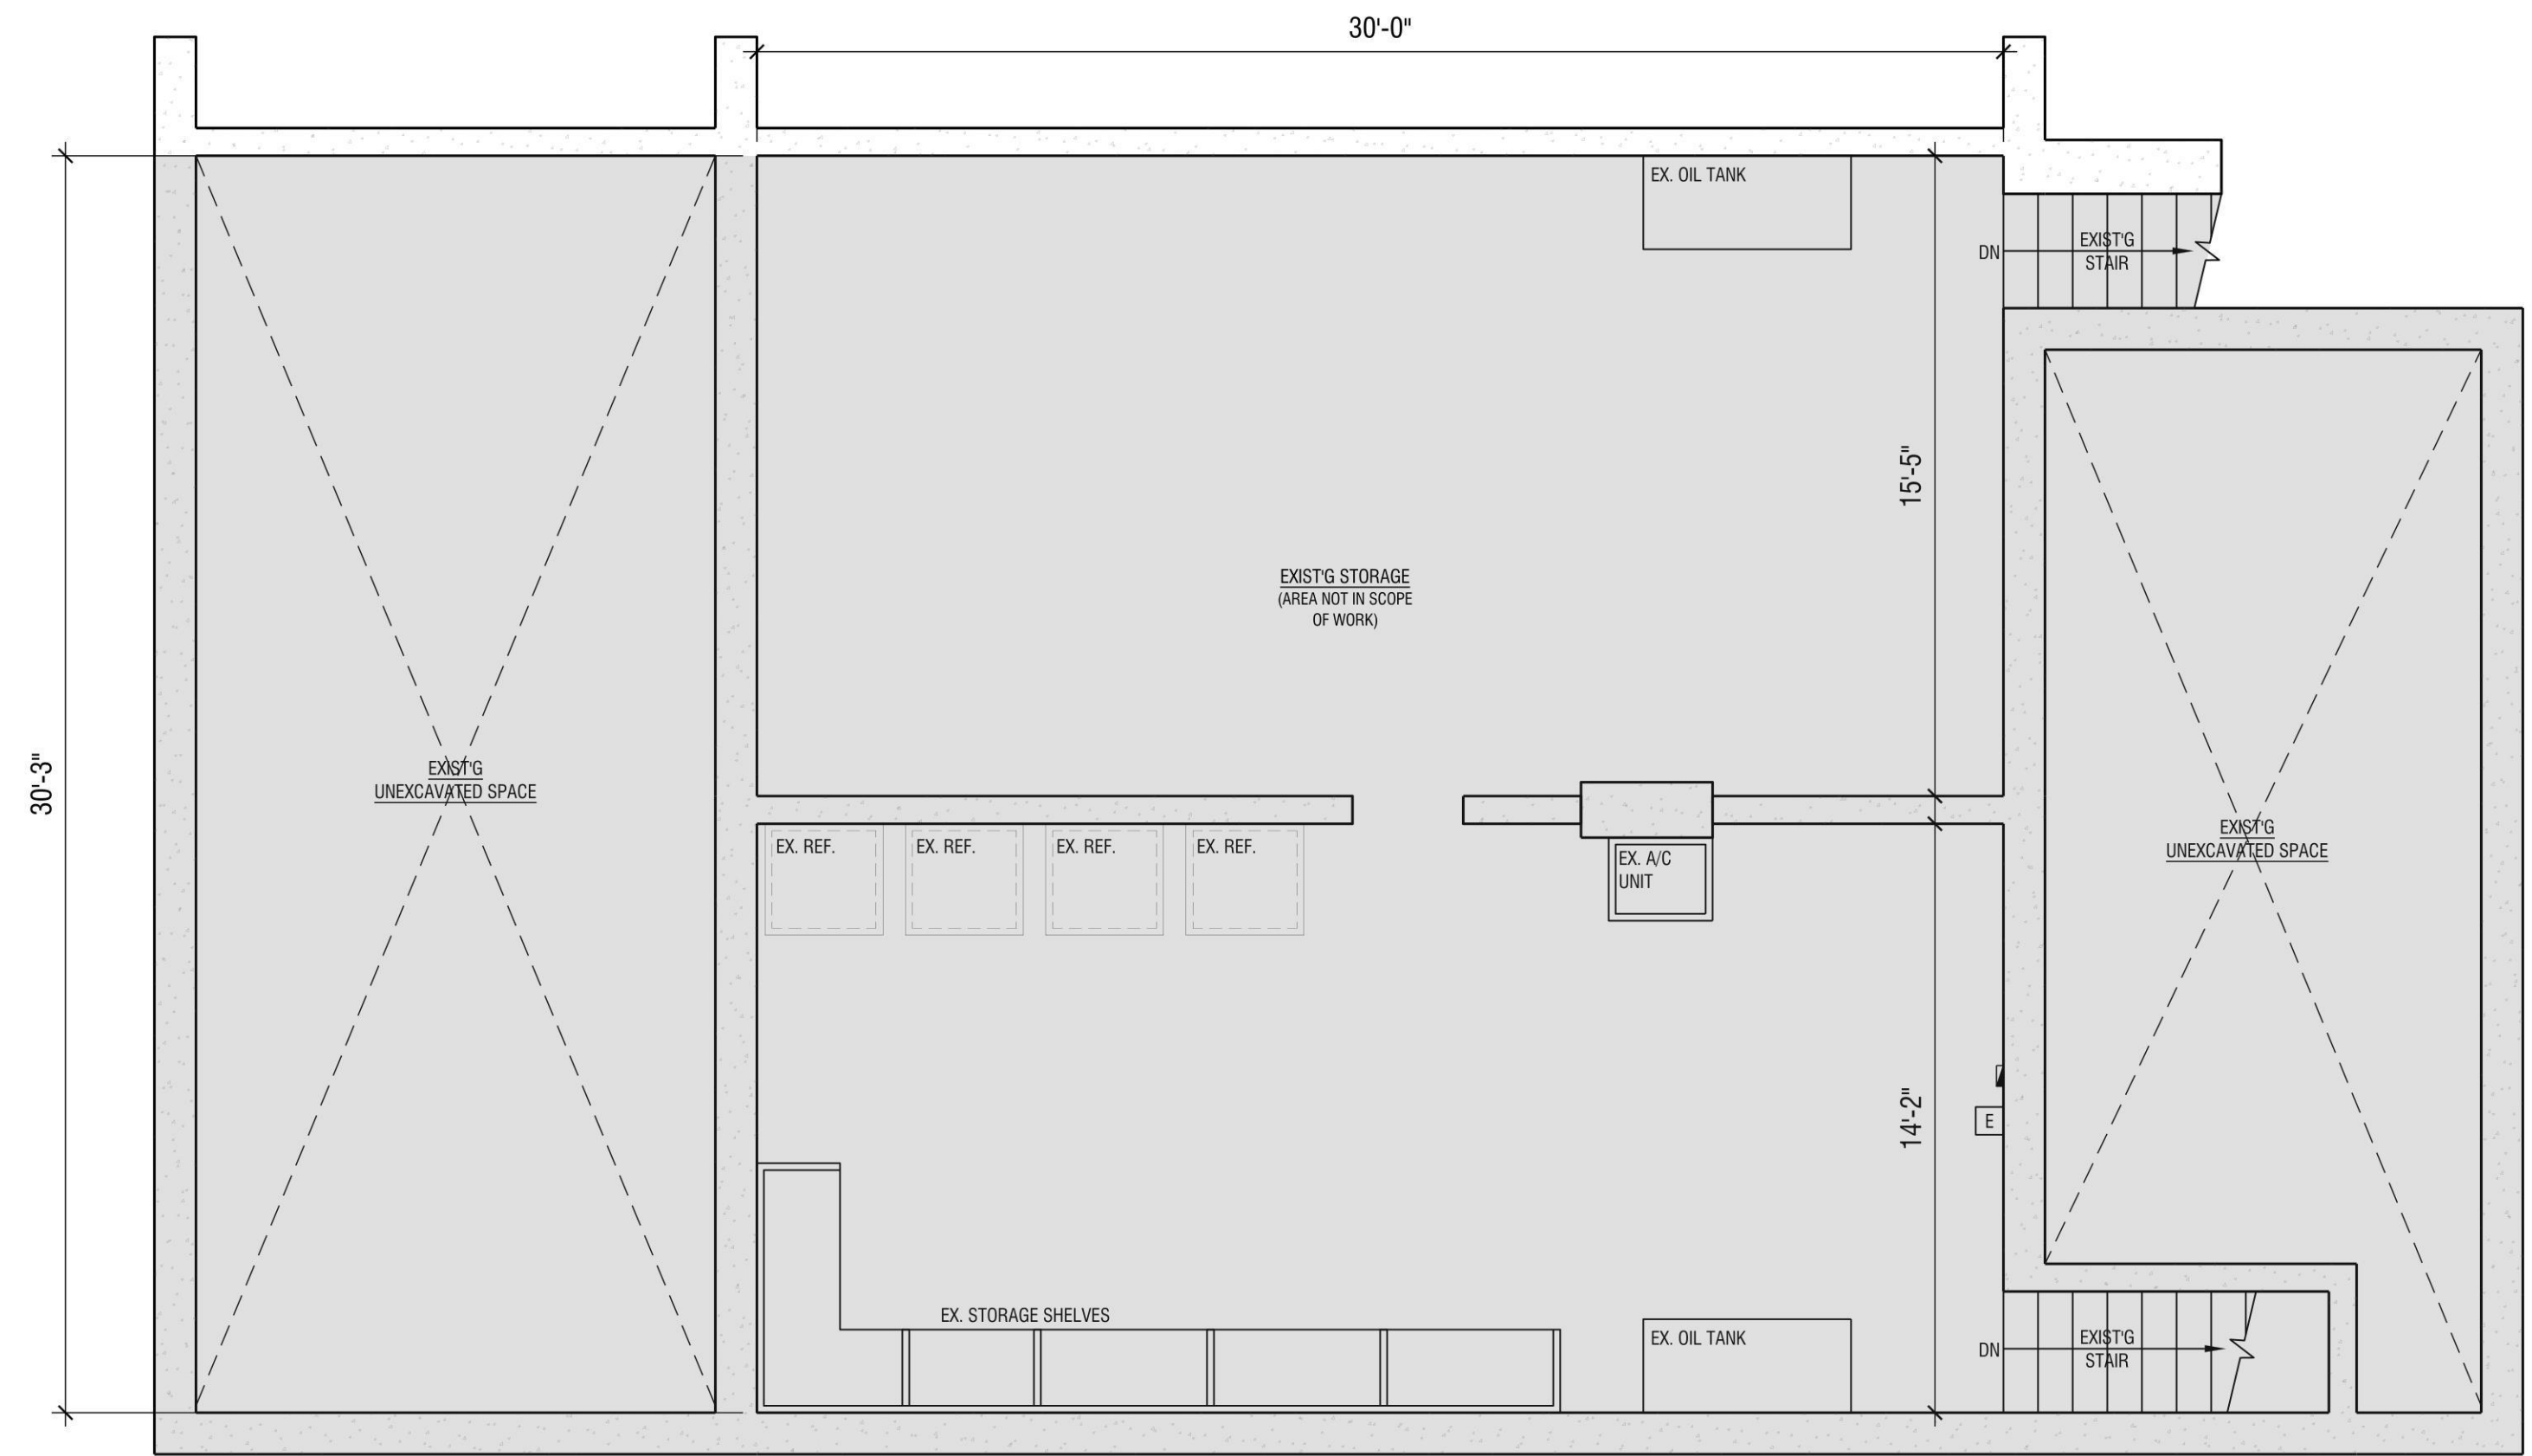 30'-0"
EX. OIL TANK
DN
EXIST'G
STAIR
15'-5"
EXIST'G STORAGE
(AREA NOT IN SCOPE
OF WORK)
30'-3"
EXIST'G
UNEXCAVATED SPACE
EX. REF.
EX. REF.
EX. REF.
EX. REF.
EX. A/C
UNIT
EXIST'G
UNEXCAVATED SPACE
14'-2"
E
EX. STORAGE SHELVES
EX. OIL TANK
DN
EXIST'G
STAIR